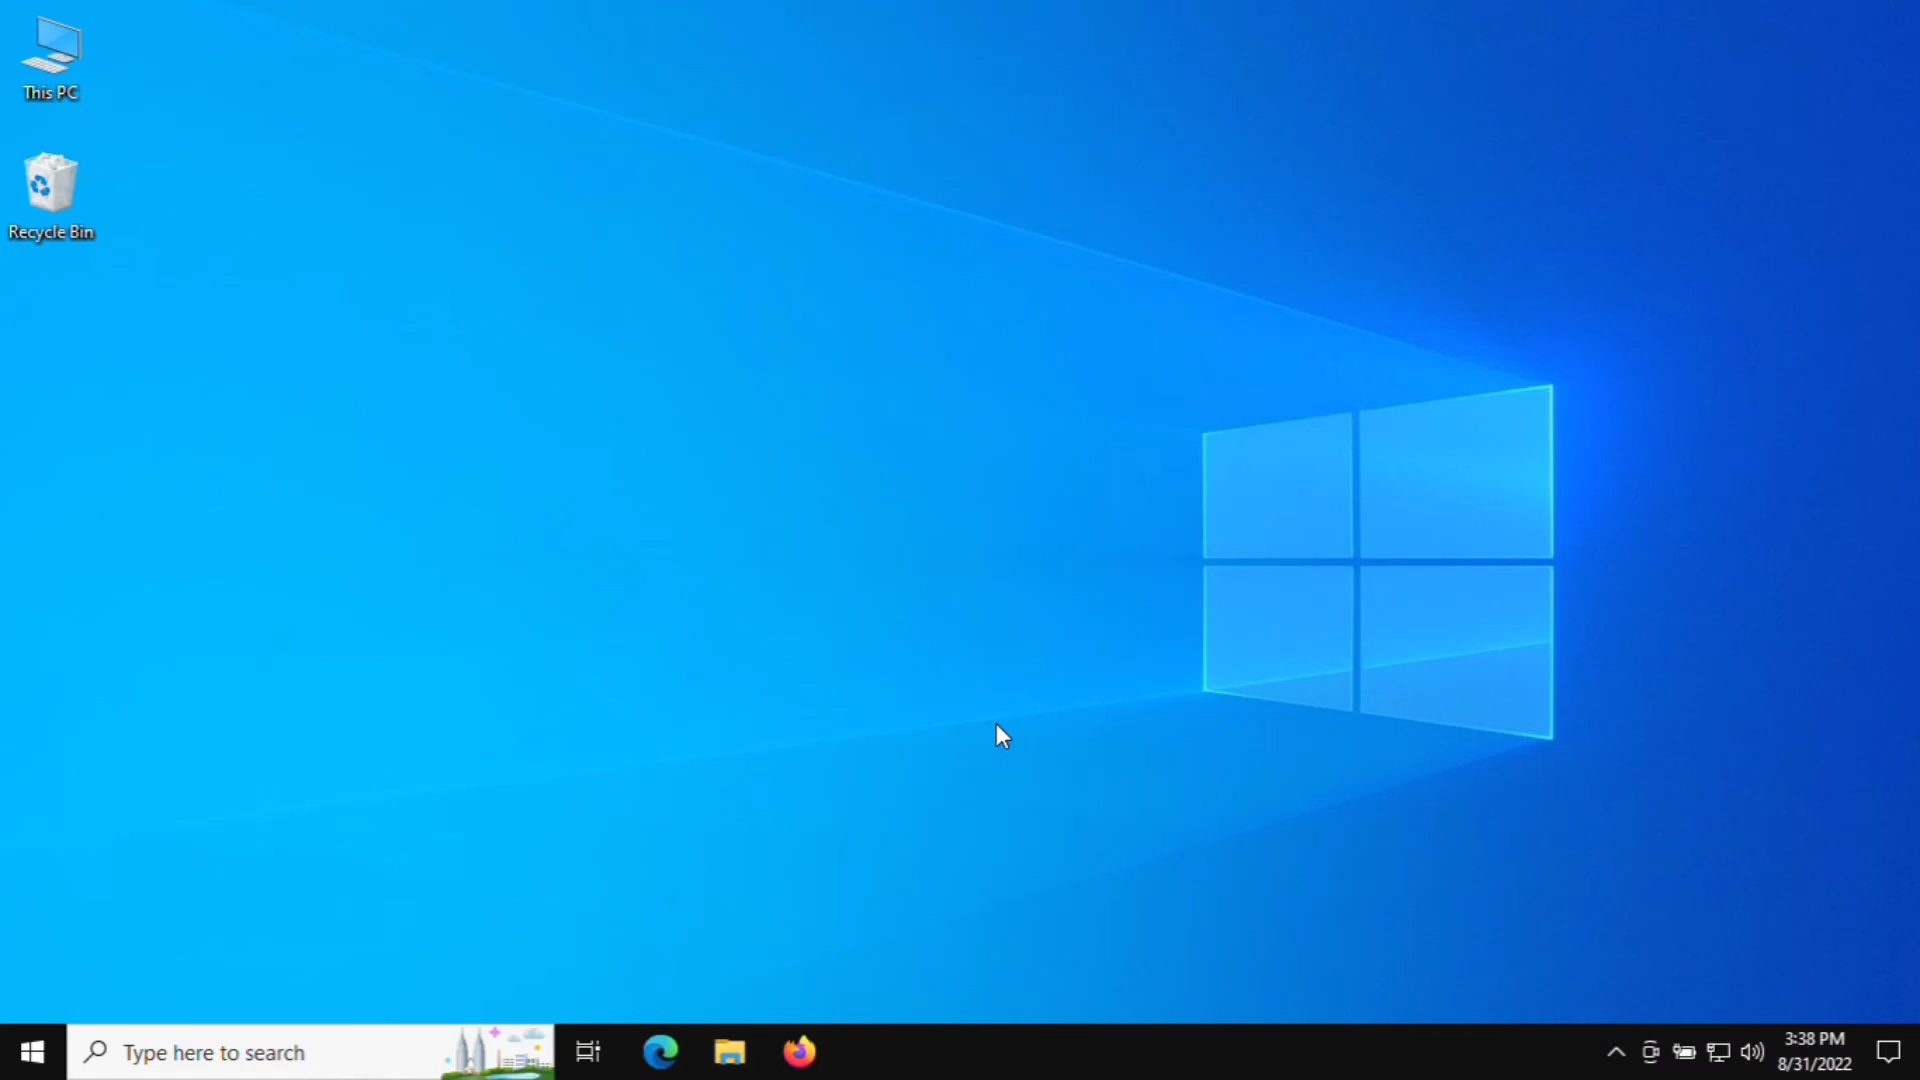 This PC
Recycle Bin
Type here to search
3:38 PM
8/31/2022